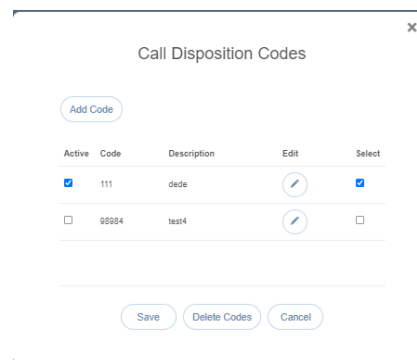 Call Disposition Codes
Add Code
Active Code Description Edit Select
111 dede
98984 test4
Save Delete Codes Cancel